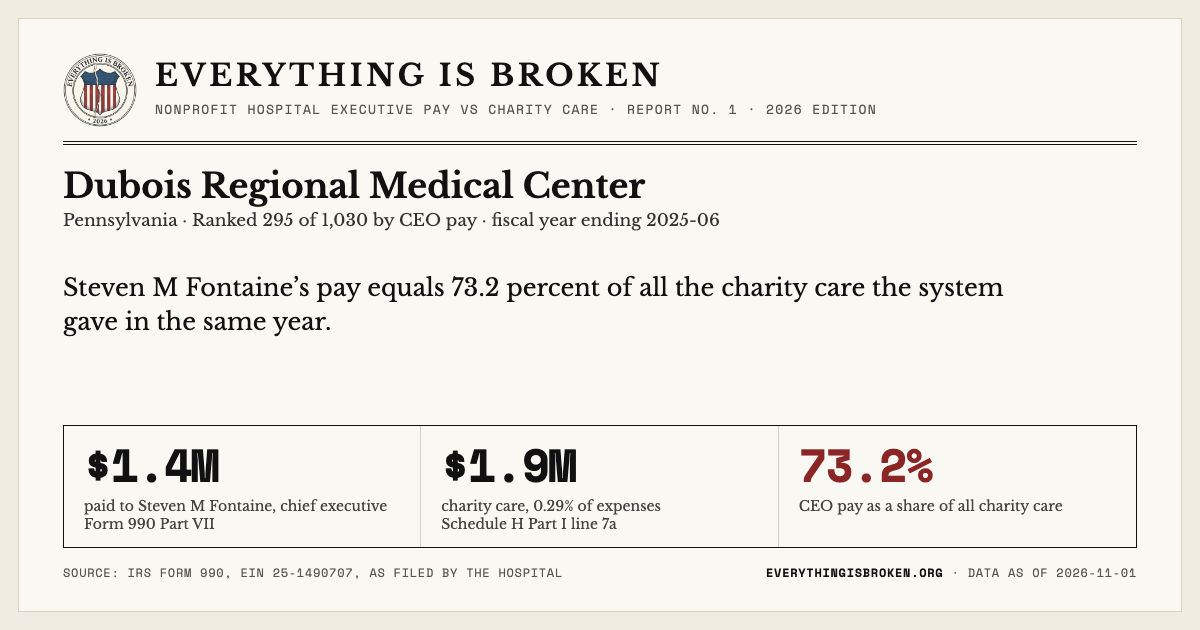 EVERYTHING IS BROKEN
2026
EVERYTHING IS BROKEN
NONPROFIT HOSPITAL EXECUTIVE PAY VS CHARITY CARE · REPORT NO. 1 · 2026 EDITION
Dubois Regional Medical Center
Pennsylvania · Ranked 295 of 1,030 by CEO pay · fiscal year ending 2025-06
Steven M Fontaine’s pay equals 73.2 percent of all the charity care the system
gave in the same year.
$1.4M
paid to Steven M Fontaine, chief executive
Form 990 Part VII
$1.9M
charity care, 0.29% of expenses
Schedule H Part I line 7a
73.2%
CEO pay as a share of all charity care
SOURCE: IRS FORM 990, EIN 25-1490707, AS FILED BY THE HOSPITAL
EVERYTHINGISBROKEN.ORG · DATA AS OF 2026-11-01